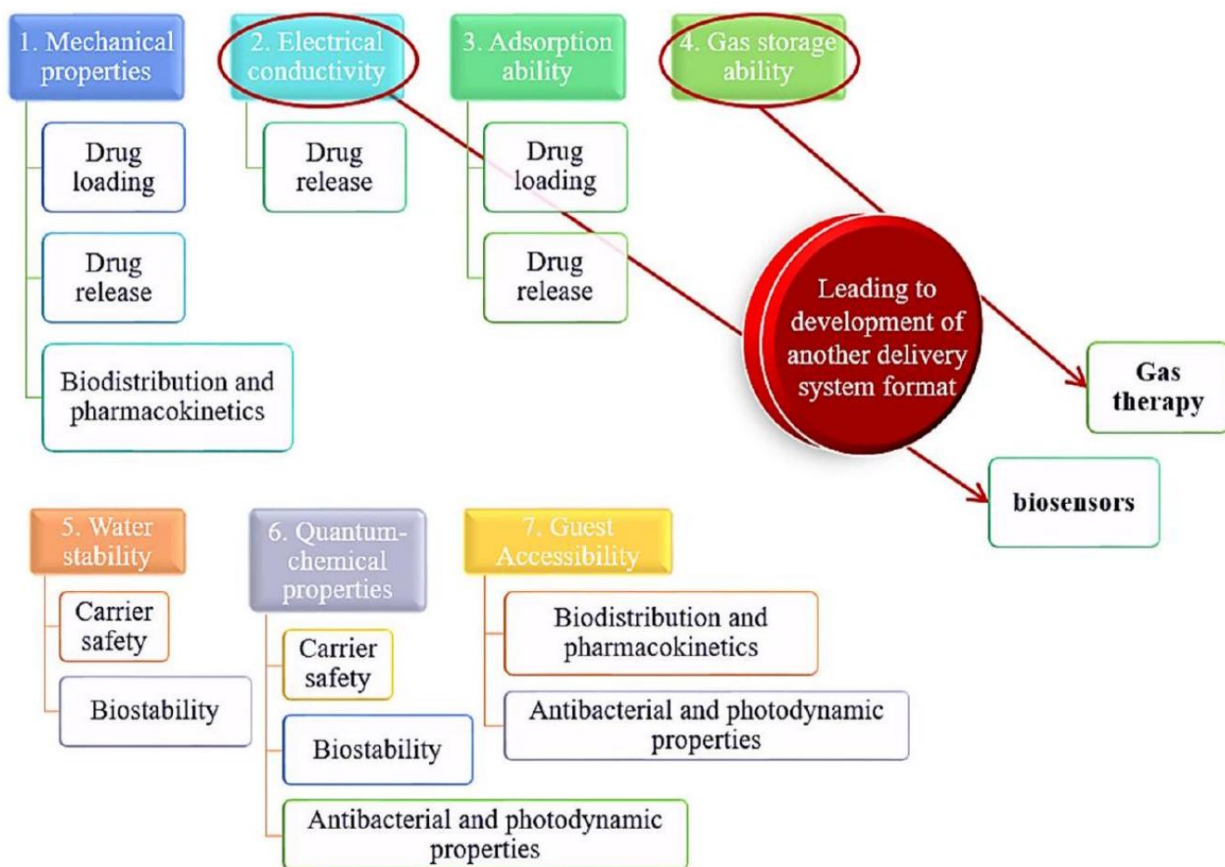 1. Mechanical
properties
2. Electrical
conductivity
3. Adsorption
ability
4. Gas storage
ability
Drug
loading
Drug
release
Biodistribution and
pharmacokinetics
Drug
release
Drug
loading
Drug
release
Leading to
development of
another delivery
system format
Gas
therapy
biosensors
5. Water
stability
Carrier
safety
Biostability
6. Quantum-
chemical
properties
Carrier
safety
Biostability
Antibacterial and photodynamic
properties
7. Guest
Accessibility
Biodistribution and
pharmacokinetics
Antibacterial and photodynamic
properties